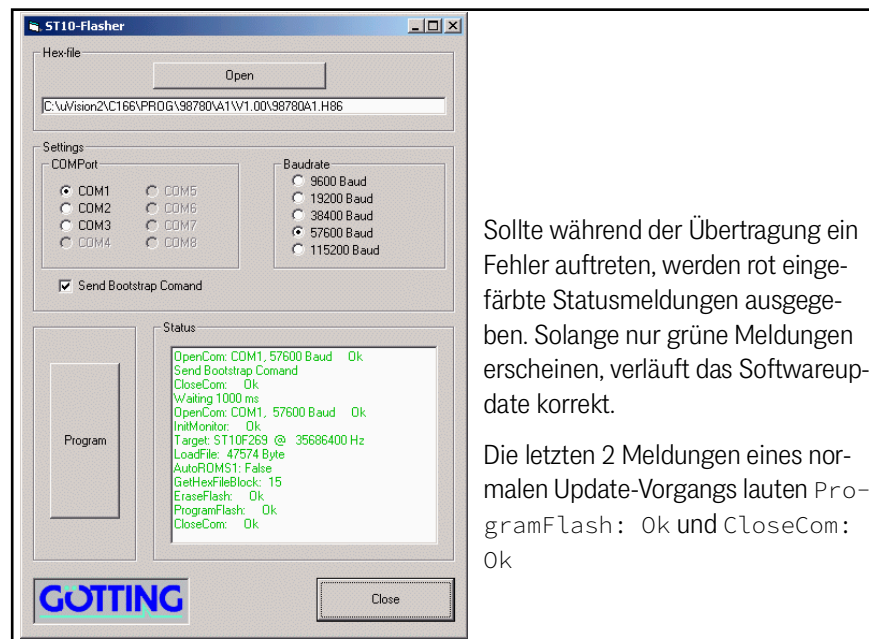 ST10-Flasher
Hex-file
Open
C:\uVision2\C166\PROG\98780\A1\V1.00\98780A1.H86
Settings
COMPort
COM1
COM2
COM3
COM4
COM5
COM6
COM7
COM8
Baudrate
9600 Baud
19200 Baud
38400 Baud
57600 Baud
115200 Baud
Send Bootstrap Comand
Program
Status
OpenCom: COM1, 57600 Baud Ok
Send Bootstrap Comand
CloseCom: Ok
Waiting 1000 ms
OpenCom: COM1, 57600 Baud Ok
InitMonitor: Ok
Target: ST10F269 @ 35686400 Hz
LoadFile: 47574 Byte
AutoROMS1: False
GetHexFileBlock: 15
EraseFlash: Ok
ProgramFlash: Ok
CloseCom: Ok
GÖTTING
Close
Sollte während der Übertragung ein
Fehler auftreten, werden rot einge-
färbte Statusmeldungen ausgege-
ben. Solange nur grüne Meldungen
erscheinen, verläuft das Softwareup-
date korrekt.
Die letzten 2 Meldungen eines nor-
malen Update-Vorgangs lauten Pro-
gramFlash: Ok und CloseCom:
Ok